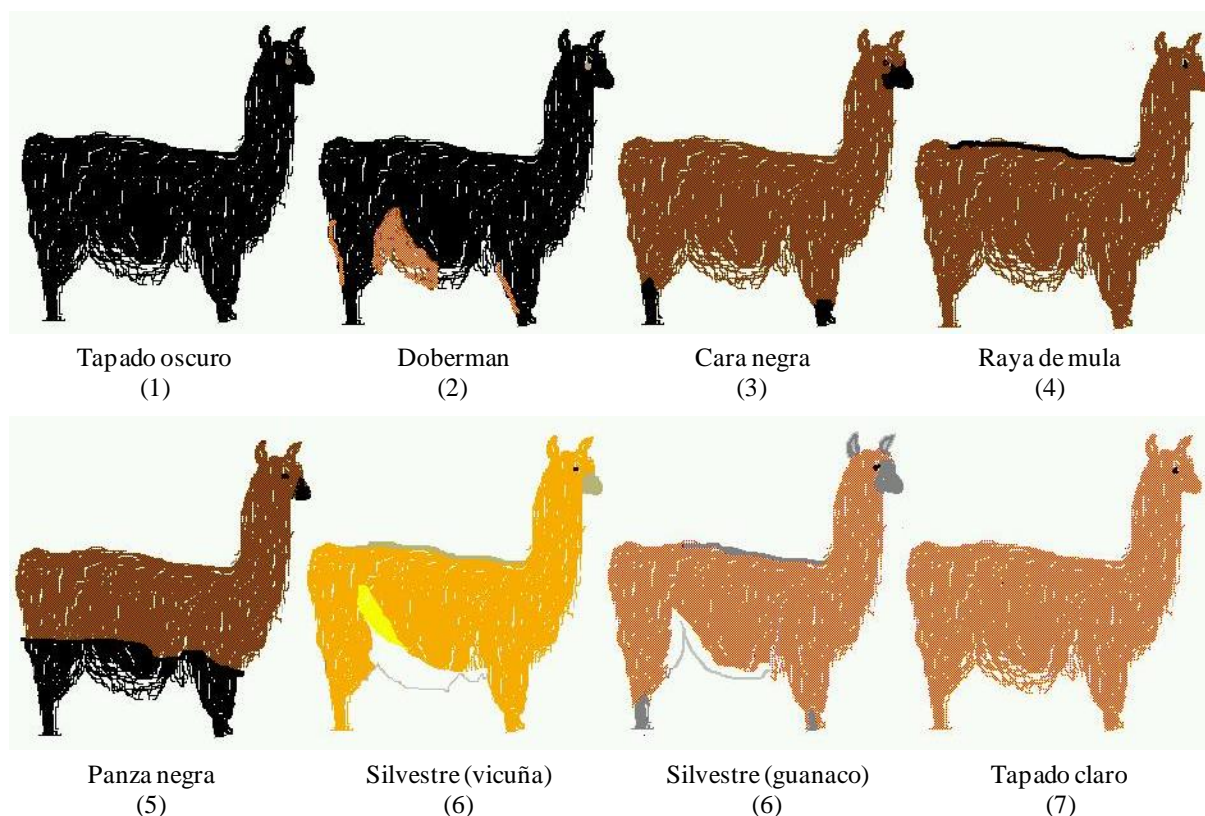 Tapado oscuro
(1)
Doberman
(2)
Cara negra
(3)
Raya de mula
(4)
Panza negra
(5)
Silvestre (vicuña)
(6)
Silvestre (guanaco)
(6)
Tapado claro
(7)